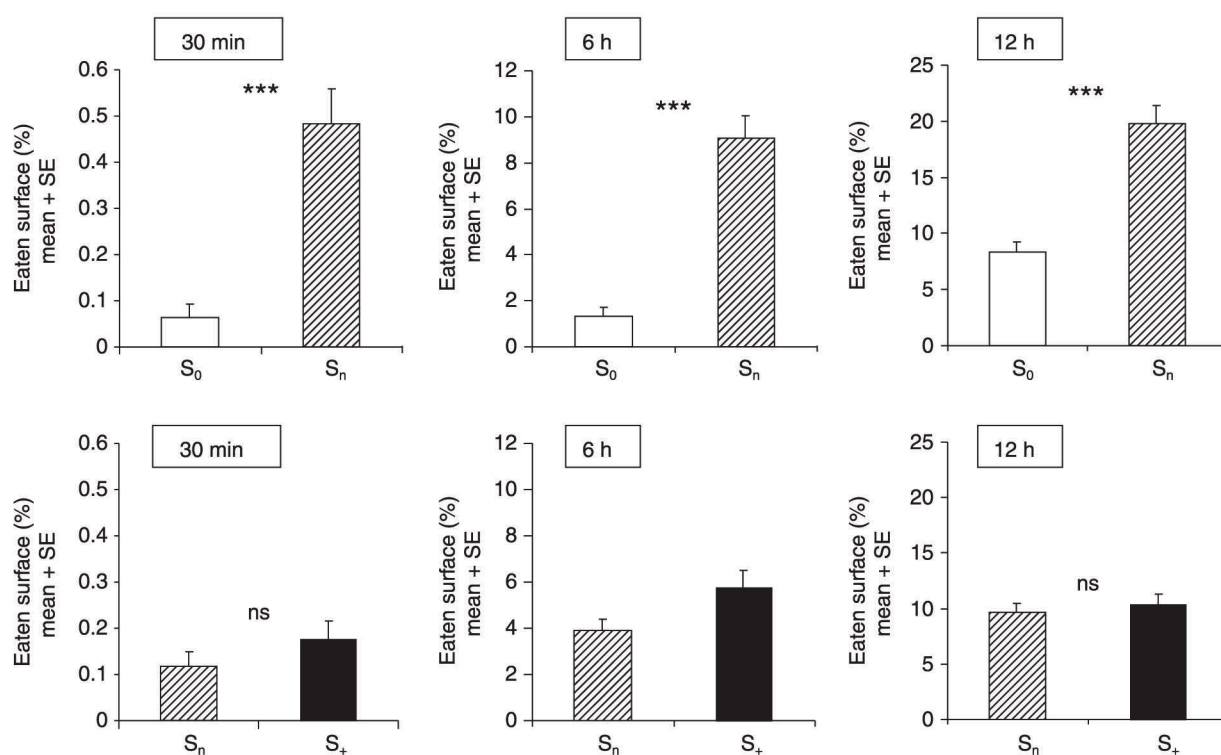 30 min
Eaten surface (%)
mean + SE
0.6
0.5
0.4
0.3
0.2
0.1
0
***
S₀
Sₙ
6 h
Eaten surface (%)
mean + SE
12
10
8
6
4
2
0
***
S₀
Sₙ
12 h
Eaten surface (%)
mean + SE
25
20
15
10
5
0
***
S₀
Sₙ
30 min
Eaten surface (%)
mean + SE
0.6
0.5
0.4
0.3
0.2
0.1
0
ns
Sₙ
S₊
6 h
Eaten surface (%)
mean + SE
12
10
8
6
4
2
0
Sₙ
S₊
12 h
Eaten surface (%)
mean + SE
25
20
15
10
5
0
ns
Sₙ
S₊